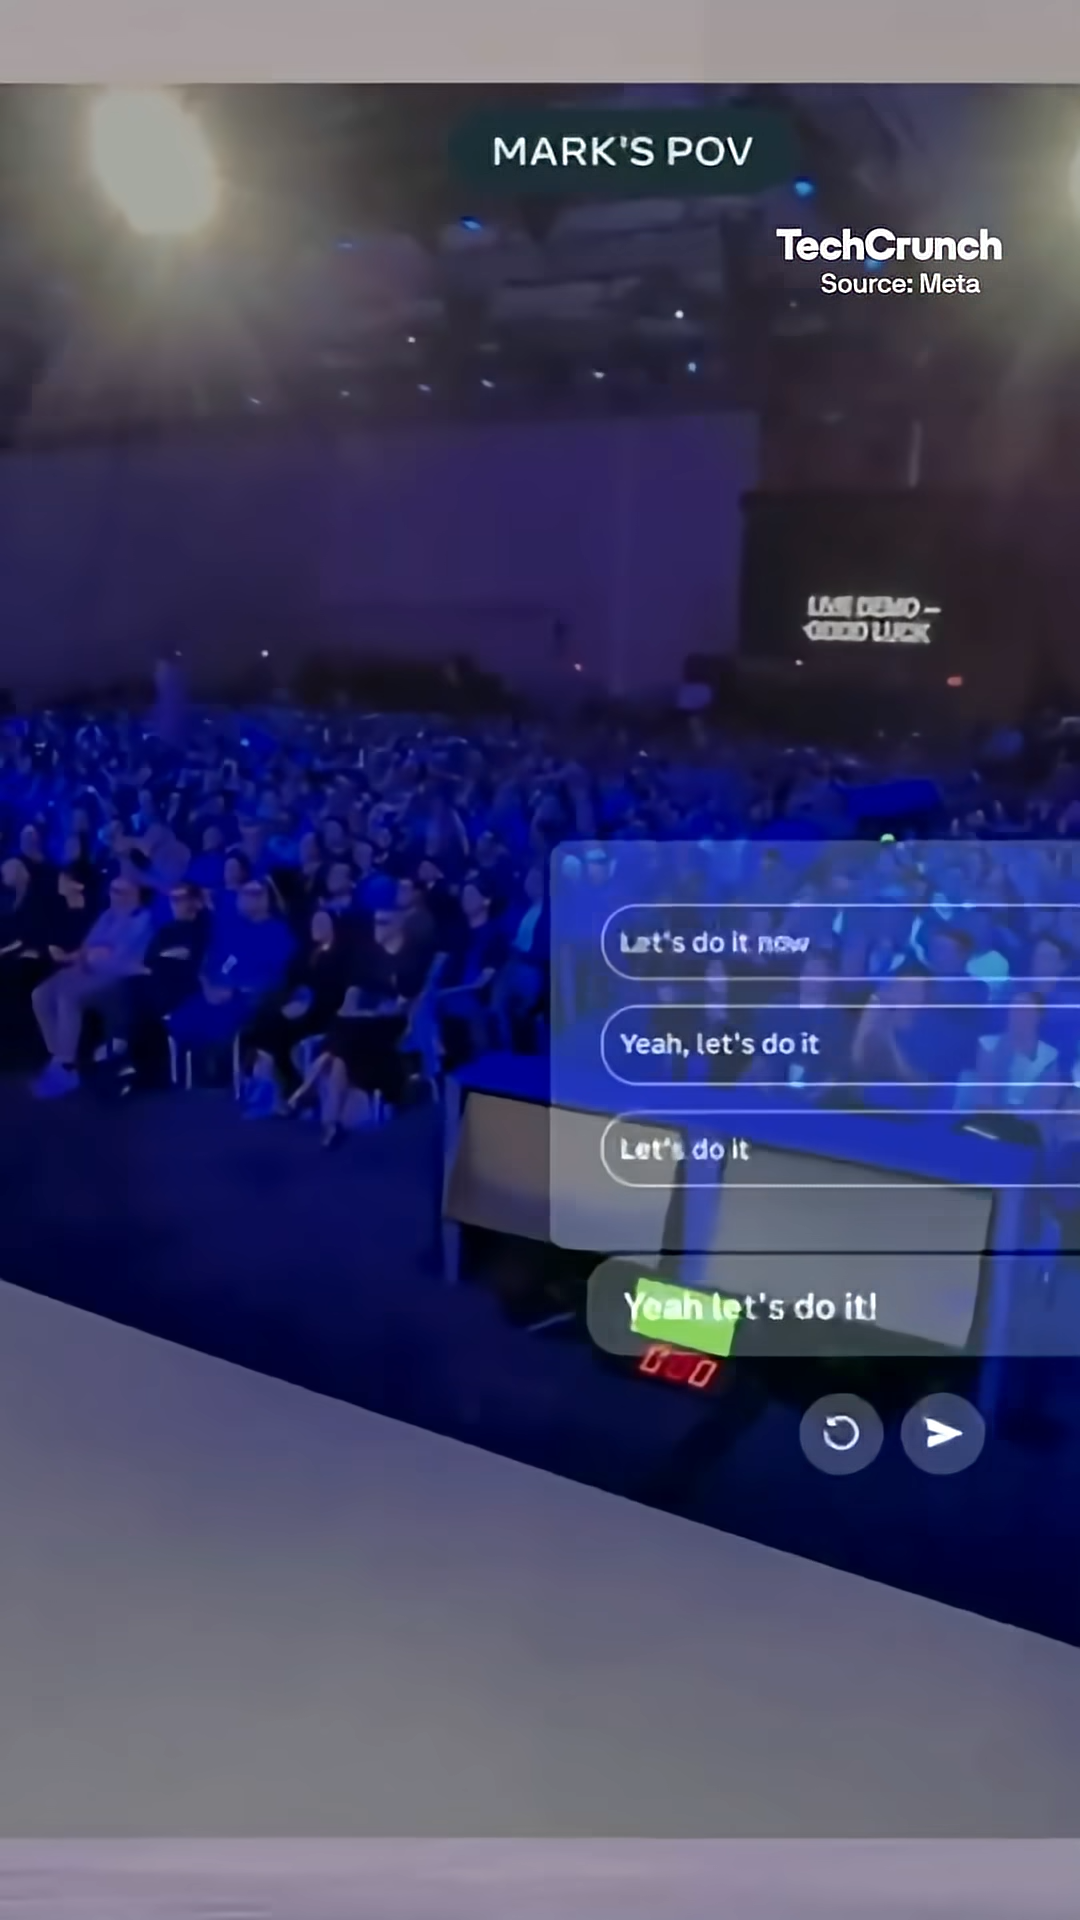 MARK'S POV
TechCrunch
Source: Meta
LIVE DEMO –
GOOD LUCK
Let's do it now
Yeah, let's do it
Let's do it
Yeah let's do it!